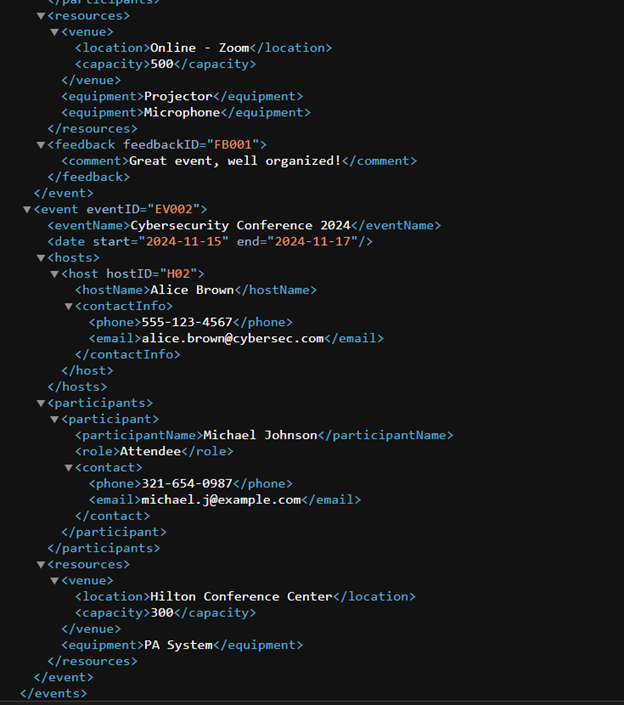 </participants>
<resources>
<venue>
<location>Online - Zoom</location>
<capacity>500</capacity>
</venue>
<equipment>Projector</equipment>
<equipment>Microphone</equipment>
</resources>
<feedback feedbackID="FB001">
<comment>Great event, well organized!</comment>
</feedback>
</event>
<event eventID="EV002">
<eventName>Cybersecurity Conference 2024</eventName>
<date start="2024-11-15" end="2024-11-17"/>
<hosts>
<host hostID="H02">
<hostName>Alice Brown</hostName>
<contactInfo>
<phone>555-123-4567</phone>
<email>alice.brown@cybersec.com</email>
</contactInfo>
</host>
</hosts>
<participants>
<participant>
<participantName>Michael Johnson</participantName>
<role>Attendee</role>
<contact>
<phone>321-654-0987</phone>
<email>michael.j@example.com</email>
</contact>
</participant>
</participants>
<resources>
<venue>
<location>Hilton Conference Center</location>
<capacity>300</capacity>
</venue>
<equipment>PA System</equipment>
</resources>
</event>
</events>